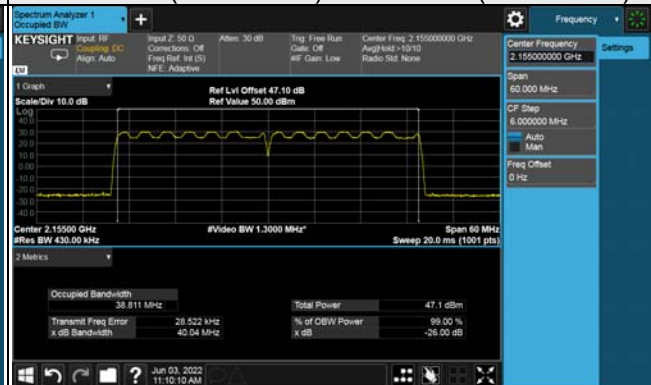 Spectrum Analyzer 1
Occupied BW
Frequency
KEYSIGHT
Input: RF
Coupling: DC
Align: Auto
Input Z: 50 Ω
Corrections: Off
Freq Ref: Int (S)
NFE: Adaptive
Atten: 30 dB
Trig: Free Run
Gate: Off
#IF Gain: Low
Center Freq: 2.155000000 GHz
Avg|Hold:>10/10
Radio Std: None
Center Frequency
2.155000000 GHz
Settings
Span
60.000 MHz
CF Step
6.000000 MHz
Auto
Man
Freq Offset
0 Hz
1 Graph
Scale/Div 10.0 dB
Ref Lvl Offset 47.10 dB
Ref Value 50.00 dBm
Log
40.0
30.0
20.0
10.0
0.00
-10.0
-20.0
-30.0
-40.0
Center 2.15500 GHz
#Res BW 430.00 kHz
#Video BW 1.3000 MHz*
Span 60 MHz
Sweep 20.0 ms (1001 pts)
2 Metrics
Occupied Bandwidth
38.811 MHz
Total Power 47.1 dBm
Transmit Freq Error 28.522 kHz
% of OBW Power 99.00 %
x dB Bandwidth 40.04 MHz
x dB -26.00 dB
?
Jun 03, 2022
11:10:10 AM